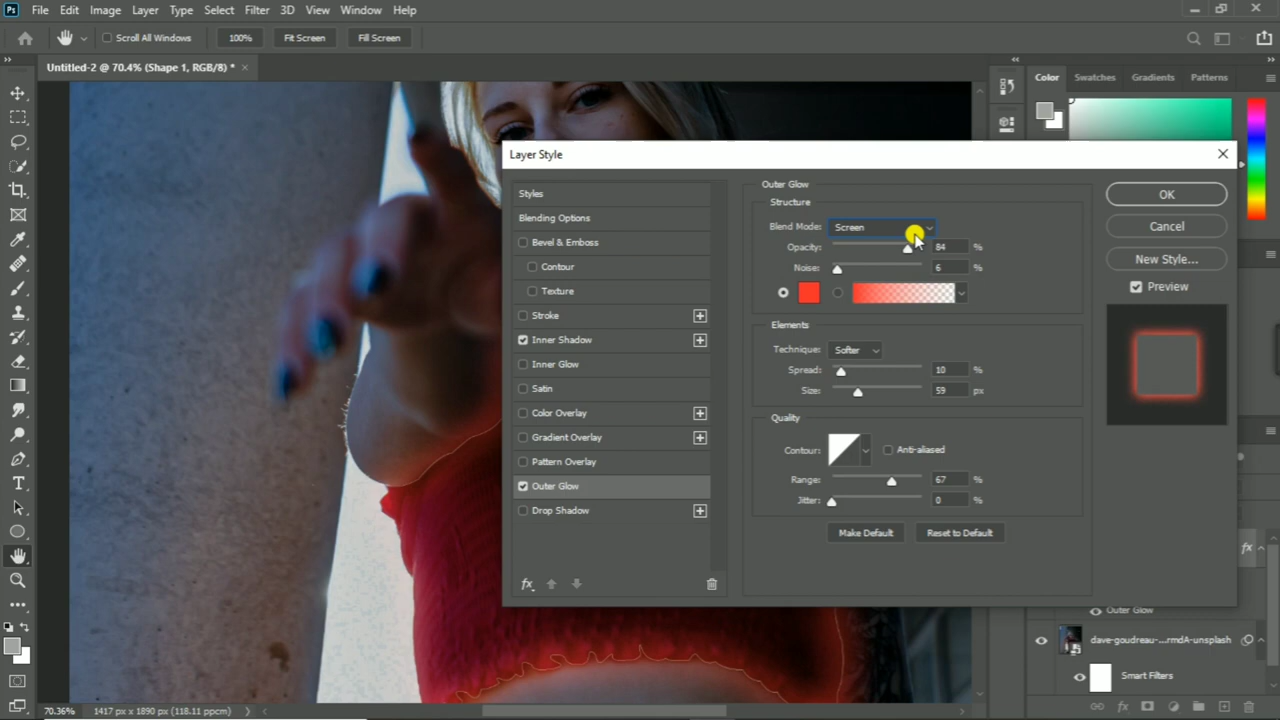 Ps File Edit Image Layer Type Select Filter 3D View Window Help
Scroll All Windows 100% Fit Screen Fill Screen
Untitled-2 @ 70.4% (Shape 1, RGB/8) * ×
Color Swatches Gradients Patterns
Layer Style
Styles
Blending Options
Bevel & Emboss
Contour
Texture
Stroke
Inner Shadow
Inner Glow
Satin
Color Overlay
Gradient Overlay
Pattern Overlay
Outer Glow
Drop Shadow
fx
Outer Glow
Structure
Blend Mode: Screen
Opacity: 84 %
Noise: 6 %
Elements
Technique: Softer
Spread: 10 %
Size: 59 px
Quality
Contour: Anti-aliased
Range: 67 %
Jitter: 0 %
Make Default Reset to Default
OK
Cancel
New Style...
Preview
fx
Outer Glow
dave-goudreau-...rmdA-unsplash
Smart Filters
fx
70.36% 1417 px x 1890 px (118.11 ppcm)